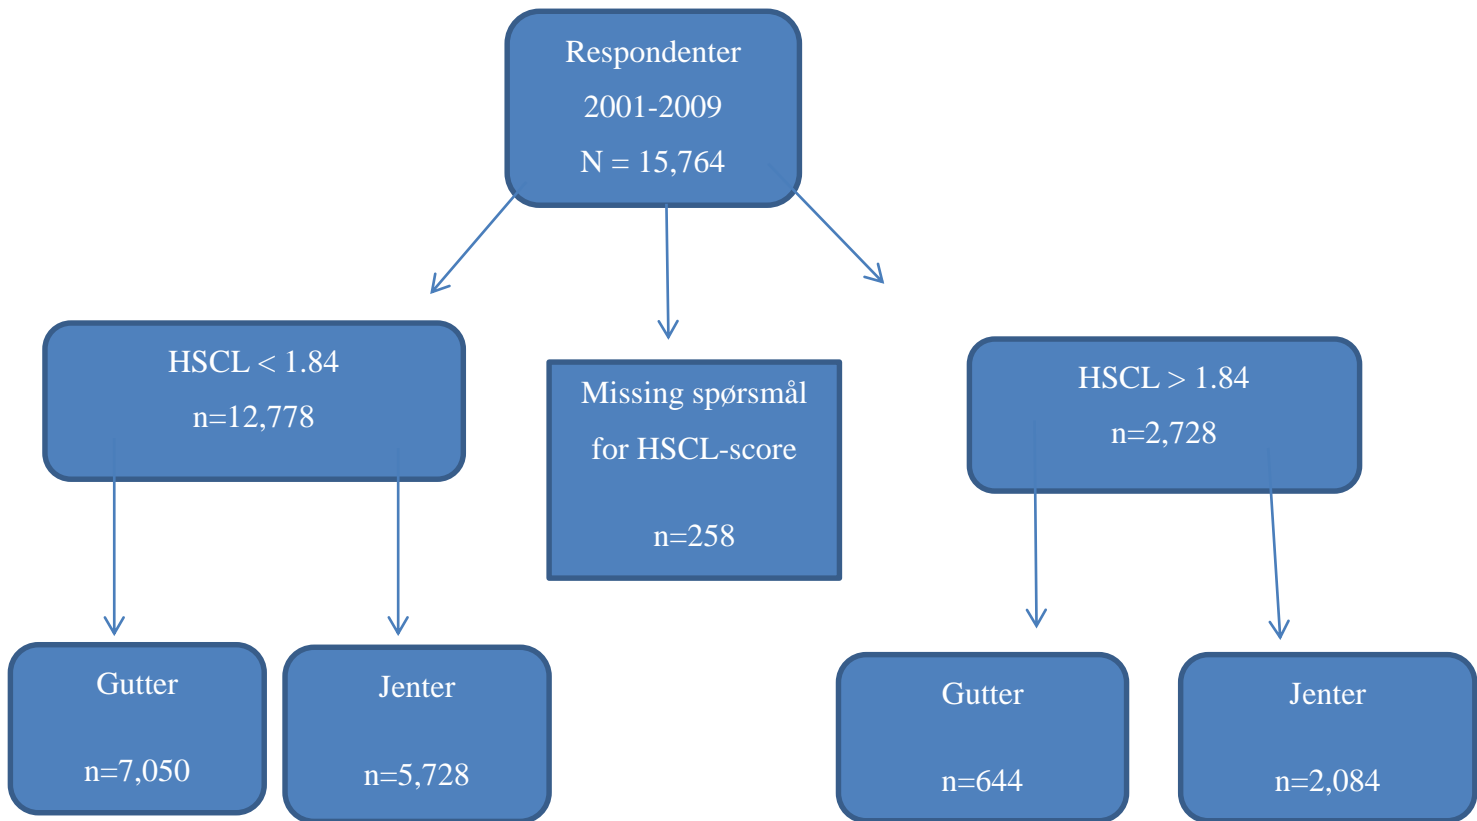 Respondenter
2001-2009
N = 15,764
HSCL < 1.84
n=12,778
Missing spørsmål
for HSCL-score
n=258
HSCL > 1.84
n=2,728
Gutter
n=7,050
Jenter
n=5,728
Gutter
n=644
Jenter
n=2,084